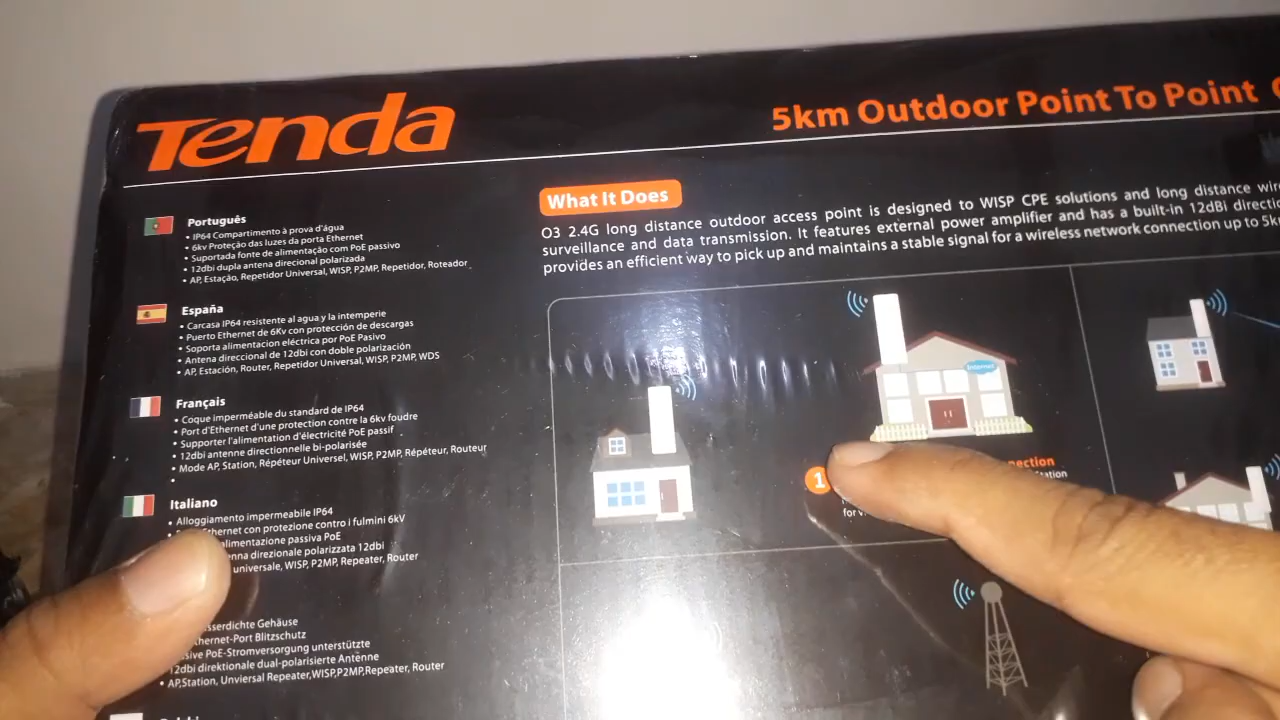 Tenda
5km Outdoor Point To Point
Português
• IP64 Compartimento à prova d'água
• 6kv Proteção das luzes da porta Ethernet
• Suportada fonte de alimentação com PoE passivo
• 12dbi dupla antena direcional polarizada
• AP, Estação, Repetidor Universal, WISP, P2MP, Repetidor, Roteador
España
• Carcasa IP64 resistente al agua y la intemperie
• Puerto Ethernet de 6Kv con protección de descargas
• Soporta alimentacion eléctrica por PoE Pasivo
• Antena direccional de 12dbi con doble polarización
• AP, Estación, Router, Repetidor Universal, WISP, P2MP, WDS
Français
• Coque imperméable du standard de IP64
• Port d'Ethernet d'une protection contre la 6kv foudre
• Supporter l'alimentation d'électricité PoE passif
• 12dbi antenne directionnelle bi-polarisée
• Mode AP, Station, Répéteur Universel, WISP, P2MP, Répéteur, Routeur
•
Italiano
• Alloggiamento impermeabile IP64
Ethernet con protezione contro i fulmini 6kV
alimentazione passiva PoE
direzionale polarizzata 12dbi
universale, WISP, P2MP, Repeater, Router
Gehäuse
Blitzschutz
PoE-Stromversorgung unterstützte
12dbi direktionale dual-polarisierte Antenne
• AP,Station, Unviersal Repeater,WISP,P2MP,Repeater, Router
What It Does
O3 2.4G long distance outdoor access point is designed to WISP CPE solutions and long distance
surveillance and data transmission. It features external power amplifier and has a built-in 12dBi
provides an efficient way to pick up and maintains a stable signal for a wireless network connection up to
Internet
1